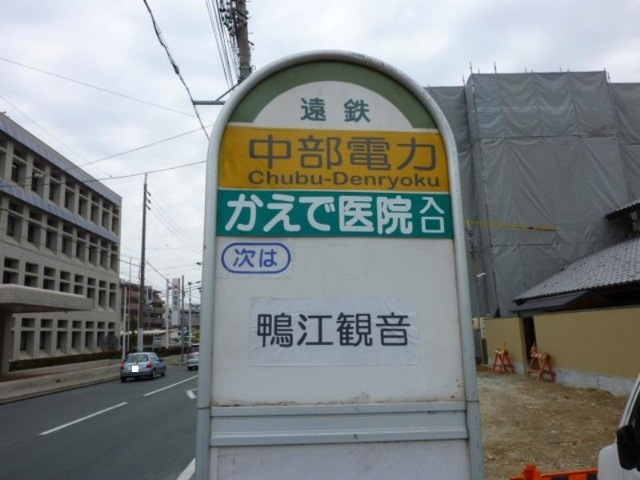 遠鉄
中部電力
Chubu-Denryoku
かえで医院入口
次は
鴨江観音